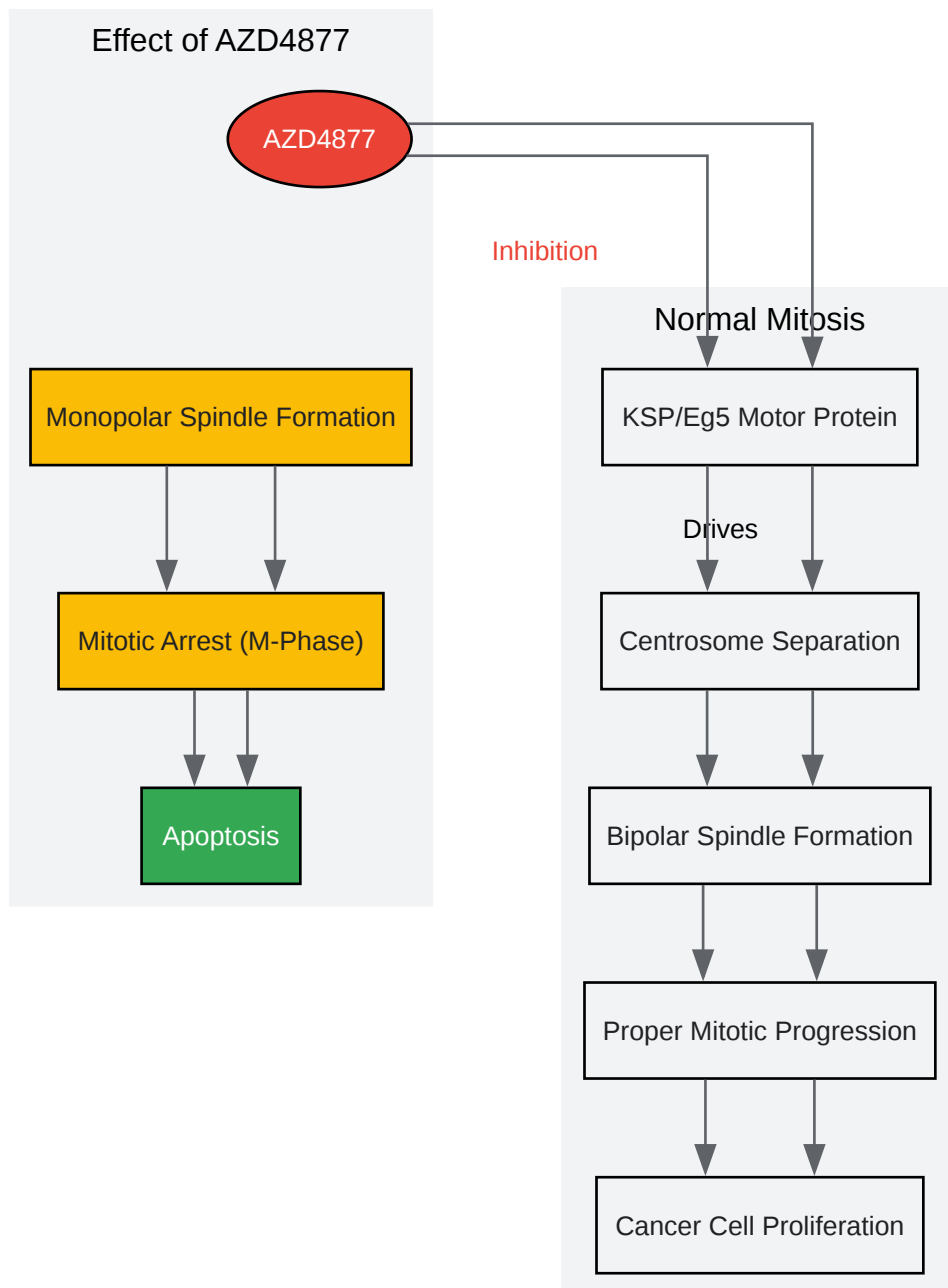 Effect of AZD4877
AZD4877
Inhibition
Normal Mitosis
Monopolar Spindle Formation
KSP/Eg5 Motor Protein
Drives
Mitotic Arrest (M-Phase)
Centrosome Separation
Apoptosis
Bipolar Spindle Formation
Proper Mitotic Progression
Cancer Cell Proliferation